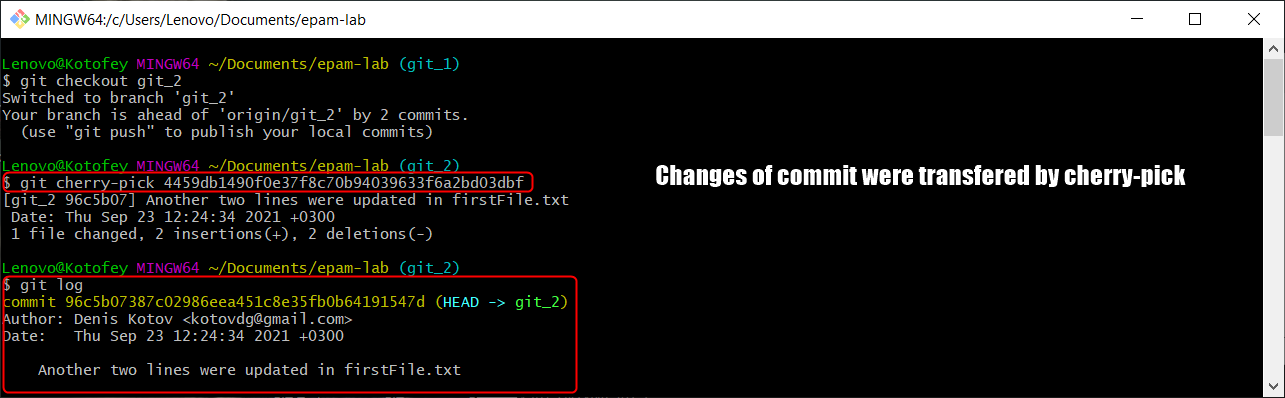 MINGW64:/c/Users/Lenovo/Documents/epam-lab
Lenovo@Kotofey MINGW64 ~/Documents/epam-lab (git_1)
$ git checkout git_2
Switched to branch 'git_2'
Your branch is ahead of 'origin/git_2' by 2 commits.
(use "git push" to publish your local commits)
Lenovo@Kotofey MINGW64 ~/Documents/epam-lab (git_2)
$ git cherry-pick 4459db1490f0e37f8c70b94039633f6a2bd03dbf
Changes of commit were transfered by cherry-pick
[git_2 96c5b07] Another two lines were updated in firstFile.txt
Date: Thu Sep 23 12:24:34 2021 +0300
1 file changed, 2 insertions(+), 2 deletions(-)
Lenovo@Kotofey MINGW64 ~/Documents/epam-lab (git_2)
$ git log
commit 96c5b07387c02986eea451c8e35fb0b64191547d (HEAD -> git_2)
Author: Denis Kotov <kotovdg@gmail.com>
Date:   Thu Sep 23 12:24:34 2021 +0300
Another two lines were updated in firstFile.txt